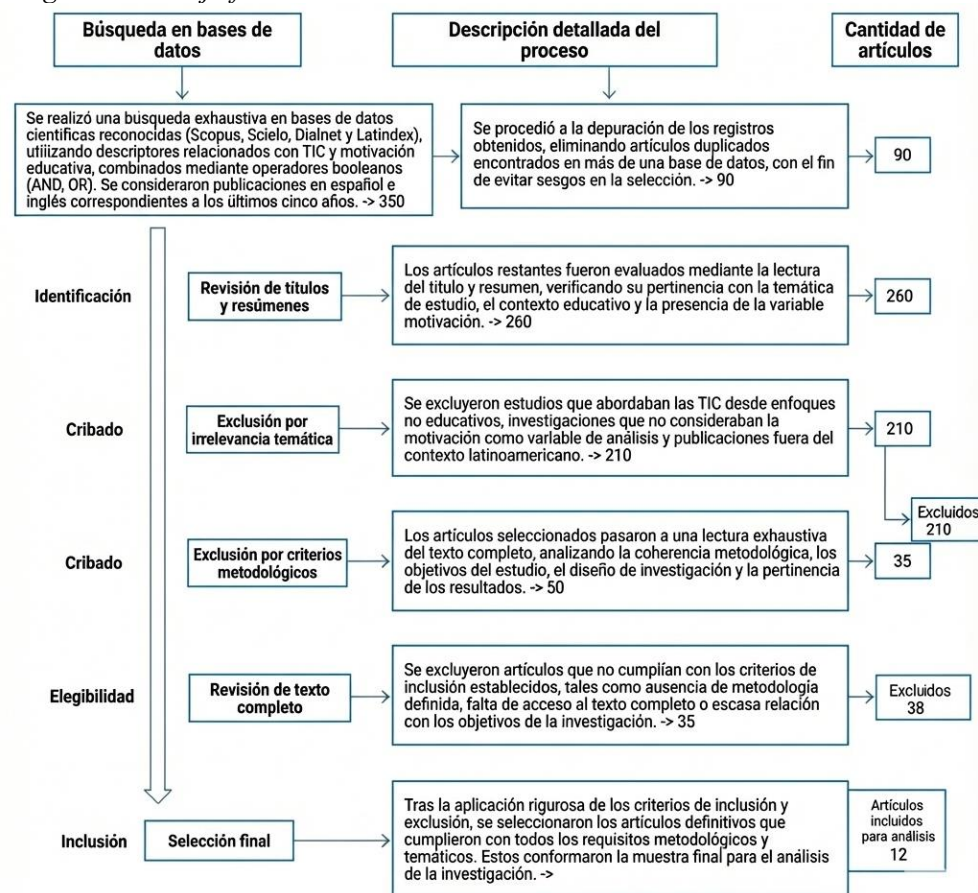 Búsqueda en bases de
datos
Descripción detallada del
proceso
Cantidad de
artículos
Se realizó una búsqueda exhaustiva en bases de datos
científicas reconocidas (Scopus, Scielo, Dialnet y Latindex),
utiiizando descriptores relacionados con TIC y motivación
educativa, combinados mediante operadores booleanos
(AND, OR). Se consideraron publicaciones en español e
inglés correspondientes a los últimos cinco años. -> 350
Se procedió a la depuración de los registros
obtenidos, eliminando artículos duplicados
encontrados en más de una base de datos, con el fin
de evitar sesgos en la selección. -> 90
90
Identificación
Revisión de títulos
y resúmenes
Los artículos restantes fueron evaluados mediante la lectura
del título y resumen, verificando su pertinencia con la temática
de estudio, el contexto educativo y la presencia de la variable
motivación. -> 260
260
Cribado
Exclusión por
irrelevancia temática
Se excluyeron estudios que abordaban las TIC desde enfoques
no educativos, investigaciones que no consideraban la
motivación como varlable de análisis y publicaciones fuera del
contexto latinoamericano. -> 210
210
Excluidos
210
Cribado
Exclusión por criterios
metodológicos
Los artículos seleccionados pasaron a una lectura exhaustiva
del texto completo, analizando la coherencia metodológica, los
objetivos del estudio, el diseño de investigación y la pertinencia
de los resultados. -> 50
35
Elegibilidad
Revisión de texto
completo
Se excluyeron artículos que no cumplían con los criterios de
inclusión establecidos, tales como ausencia de metodología
definida, falta de acceso al texto completo o escasa relación
con los objetivos de la investigación. -> 35
Excluidos
38
Inclusión
Selección final
Tras la aplicación rigurosa de los criterios de inclusión y
exclusión, se seleccionaron los artículos definitivos que
cumplieron con todos los requisitos metodológicos y
temáticos. Estos conformaron la muestra final para el análisis
de la investigación. ->
Artículos
incluidos
para análisis
12